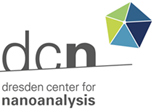 dcn
dresden center for
nanoanalysis